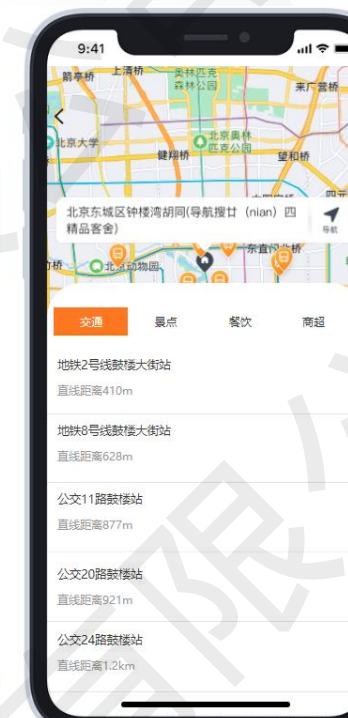 9:41
箭亭桥
上清桥
奥林匹克
森林公园
来广营桥
北京大学
健翔桥
北京奥林
匹克公园
望和桥
四元
北京东城区钟楼湾胡同(导航搜廿（nian）四
精品客舍)
导航
东直门北桥
北京动物园
交通
景点
餐饮
商超
地铁2号线鼓楼大街站
直线距离410m
地铁8号线鼓楼大街站
直线距离628m
公交11路鼓楼站
直线距离877m
公交20路鼓楼站
直线距离921m
公交24路鼓楼站
直线距离1.2km
有限公